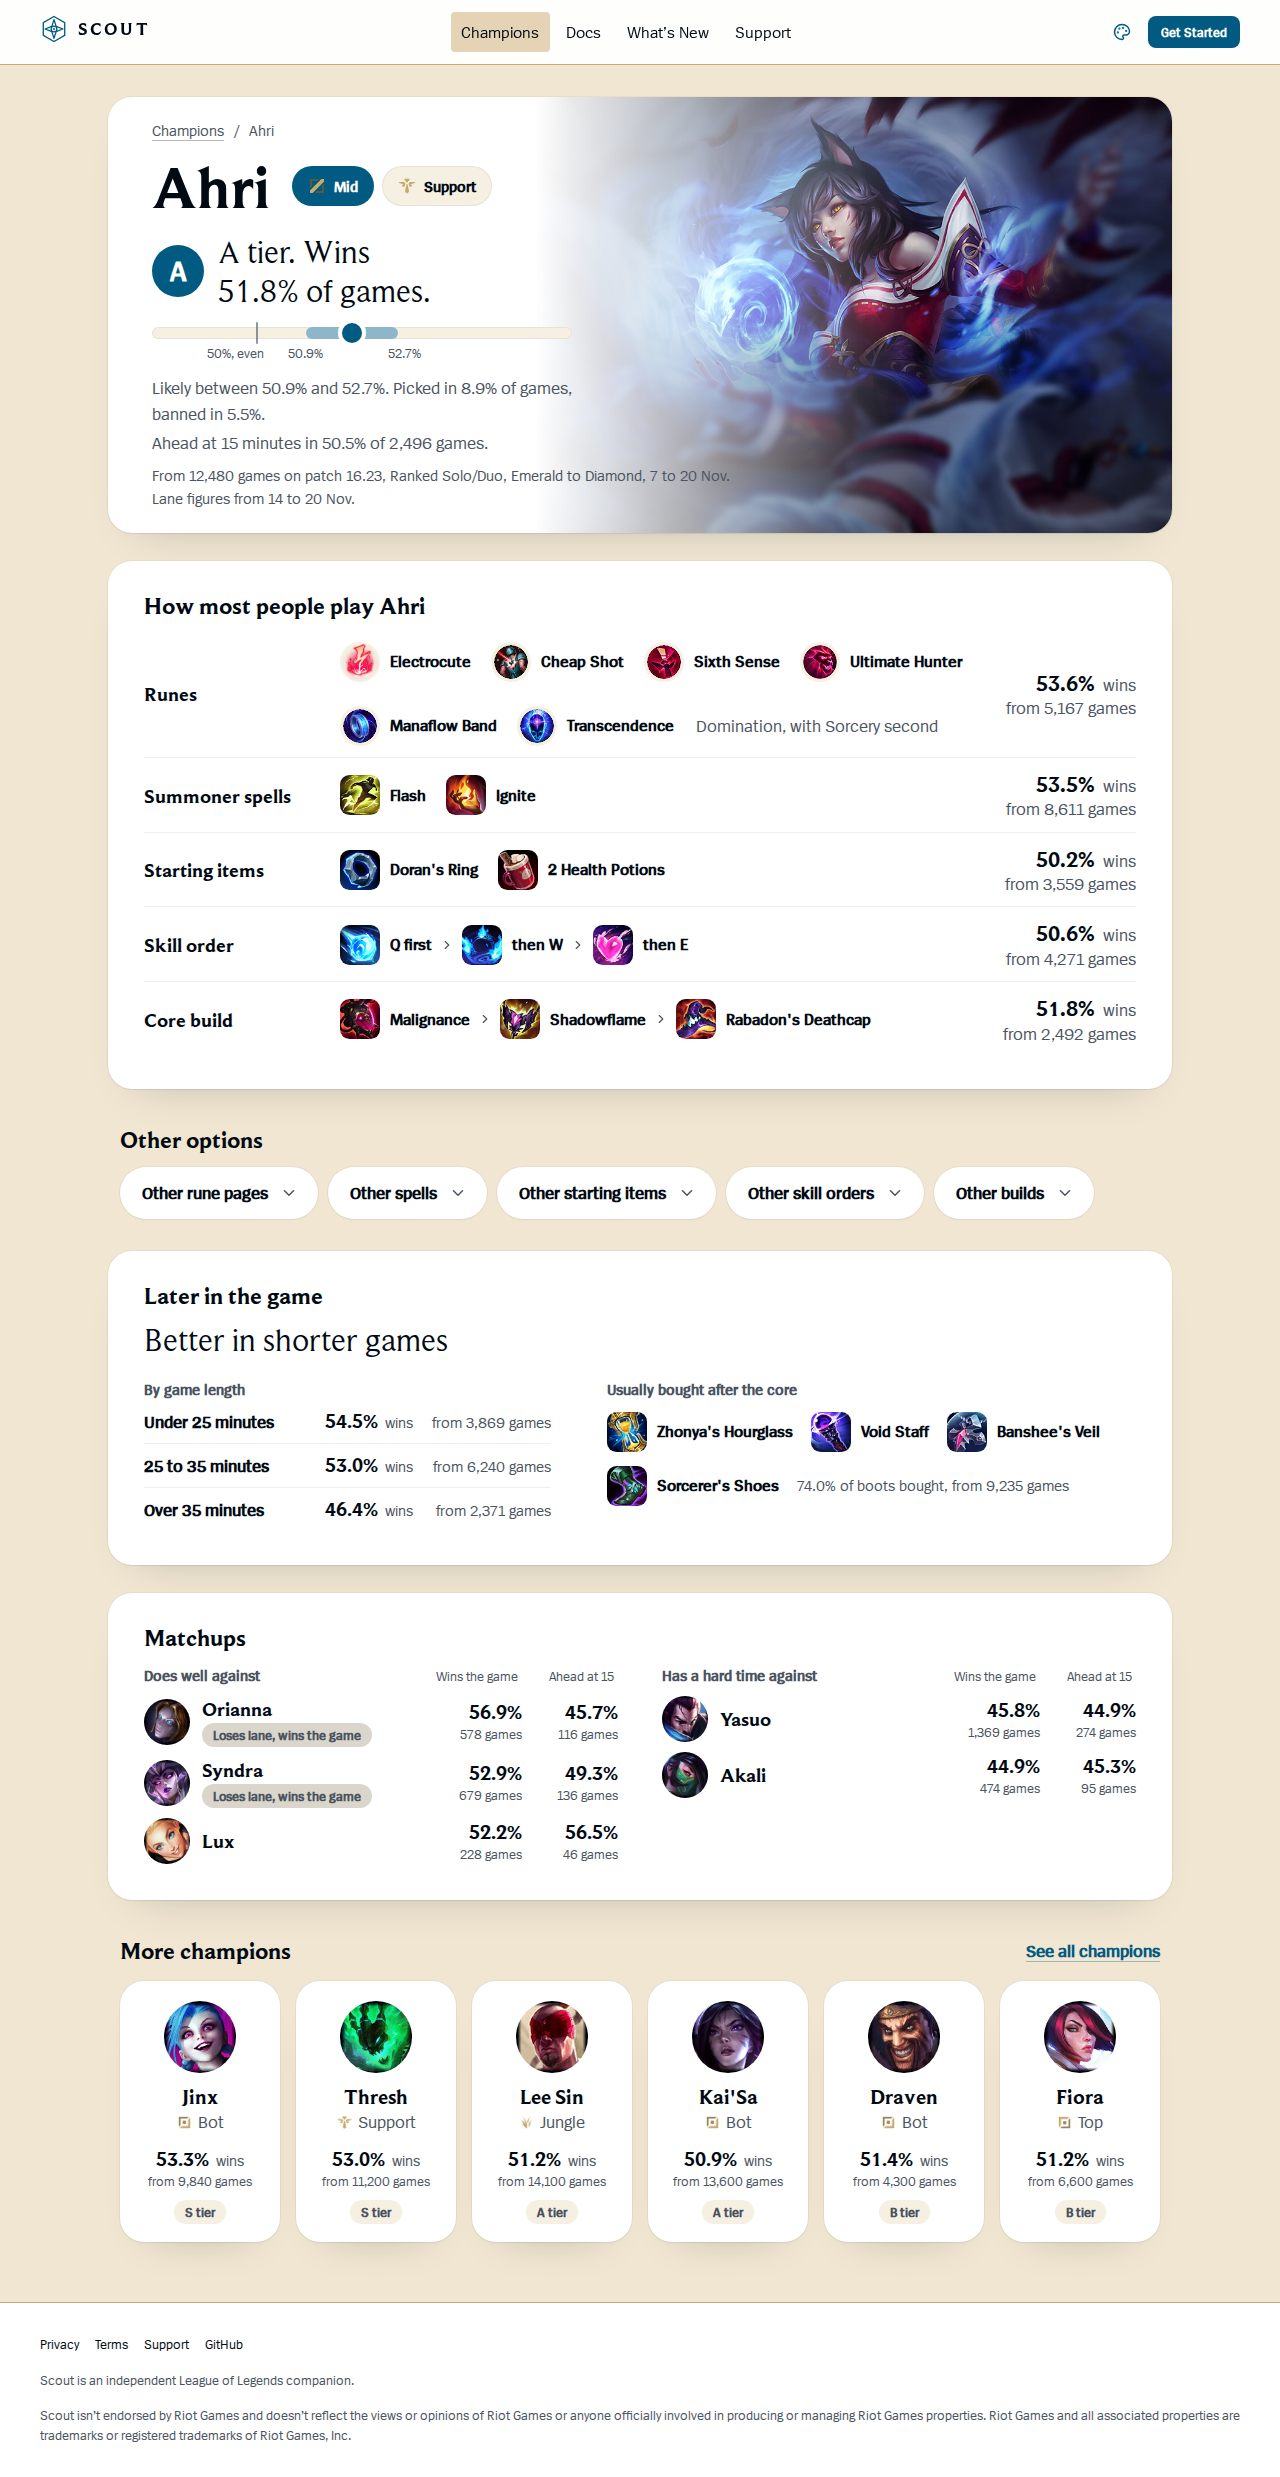 SCOUT
Champions
Docs
What's New
Support
Get Started
Champions / Ahri
Ahri
Mid
Support
A
A tier. Wins
51.8% of games.
50%, even
50.9%
52.7%
Likely between 50.9% and 52.7%. Picked in 8.9% of games,
banned in 5.5%.
Ahead at 15 minutes in 50.5% of 2,496 games.
From 12,480 games on patch 16.23, Ranked Solo/Duo, Emerald to Diamond, 7 to 20 Nov.
Lane figures from 14 to 20 Nov.
How most people play Ahri
Runes
Electrocute
Cheap Shot
Sixth Sense
Ultimate Hunter
Manaflow Band
Transcendence
Domination, with Sorcery second
53.6% wins
from 5,167 games
Summoner spells
Flash
Ignite
53.5% wins
from 8,611 games
Starting items
Doran's Ring
2 Health Potions
50.2% wins
from 3,559 games
Skill order
Q first
then W
then E
50.6% wins
from 4,271 games
Core build
Malignance
Shadowflame
Rabadon's Deathcap
51.8% wins
from 2,492 games
Other options
Other rune pages
Other spells
Other starting items
Other skill orders
Other builds
Later in the game
Better in shorter games
By game length
Under 25 minutes 54.5% wins from 3,869 games
25 to 35 minutes 53.0% wins from 6,240 games
Over 35 minutes 46.4% wins from 2,371 games
Usually bought after the core
Zhonya's Hourglass
Void Staff
Banshee's Veil
Sorcerer's Shoes
74.0% of boots bought, from 9,235 games
Matchups
Does well against
Wins the game
Ahead at 15
Orianna
Loses lane, wins the game
56.9%
578 games
45.7%
116 games
Syndra
Loses lane, wins the game
52.9%
679 games
49.3%
136 games
Lux
52.2%
228 games
56.5%
46 games
Has a hard time against
Wins the game
Ahead at 15
Yasuo
45.8%
1,369 games
44.9%
274 games
Akali
44.9%
474 games
45.3%
95 games
More champions
See all champions
Jinx
Bot
53.3% wins
from 9,840 games
S tier
Thresh
Support
53.0% wins
from 11,200 games
S tier
Lee Sin
Jungle
51.2% wins
from 14,100 games
A tier
Kai'Sa
Bot
50.9% wins
from 13,600 games
A tier
Draven
Bot
51.4% wins
from 4,300 games
B tier
Fiora
Top
51.2% wins
from 6,600 games
B tier
Privacy
Terms
Support
GitHub
Scout is an independent League of Legends companion.
Scout isn't endorsed by Riot Games and doesn't reflect the views or opinions of Riot Games or anyone officially involved in producing or managing Riot Games properties. Riot Games and all associated properties are
trademarks or registered trademarks of Riot Games, Inc.